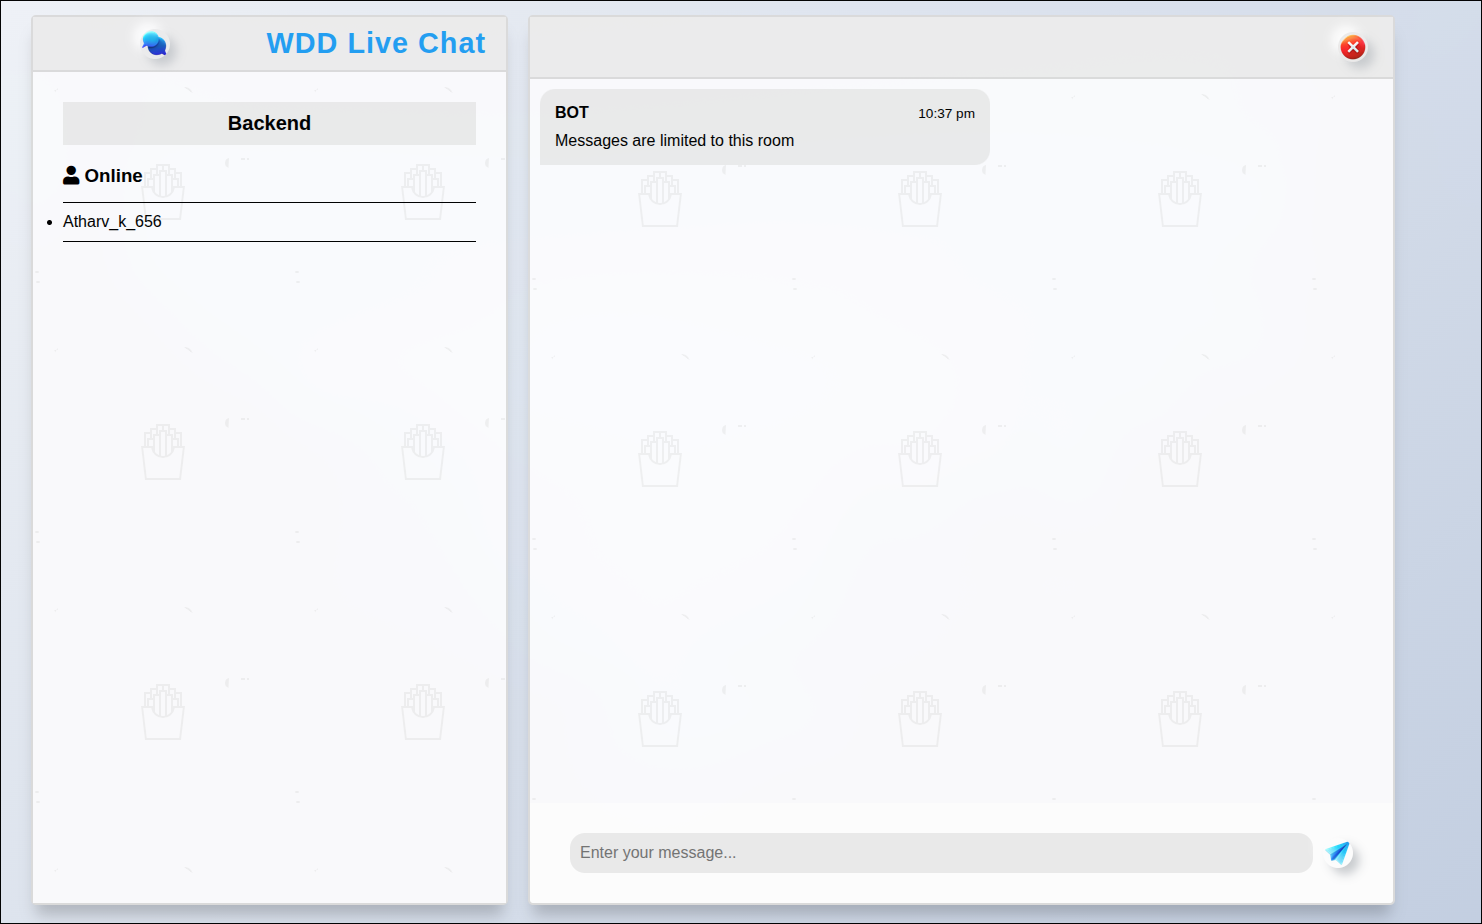 WDD Live Chat
Backend
Online
Atharv_k_656
BOT 10:37 pm
Messages are limited to this room
Enter your message...